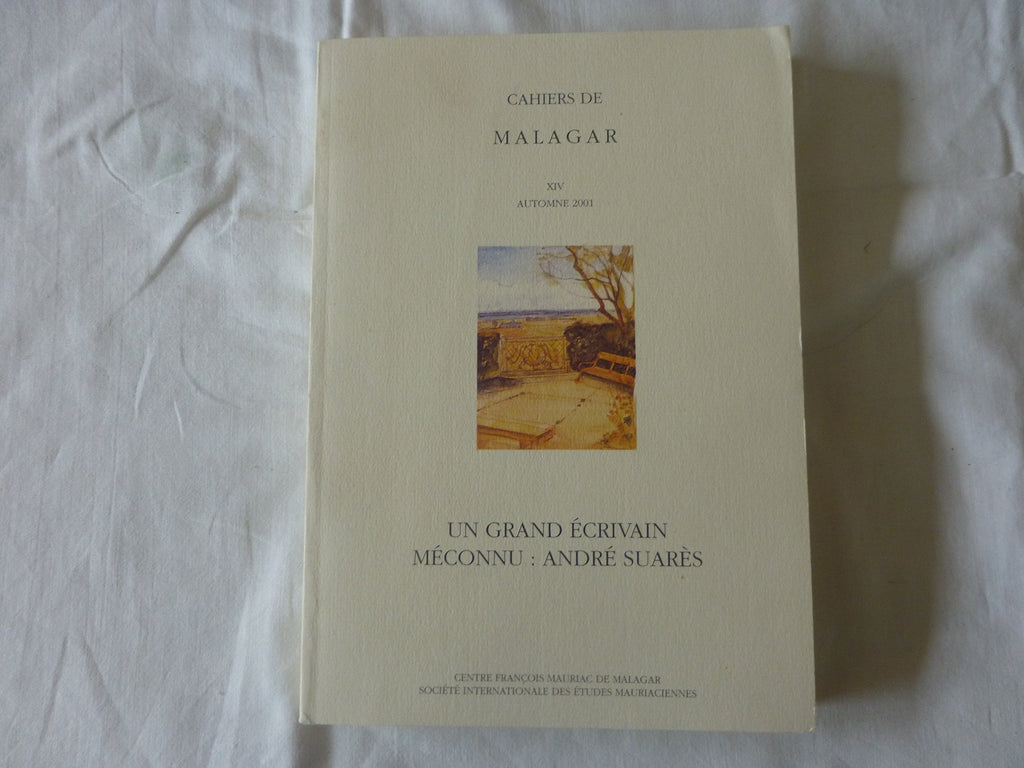 CAHIERS DE
MALAGAR
XIV
AUTOMNE 2001
UN GRAND ÉCRIVAIN
MÉCONNU : ANDRÉ SUARÈS
CENTRE FRANÇOIS MAURIAC DE MALAGAR
SOCIÉTÉ INTERNATIONALE DES ÉTUDES MAURIACIENNES